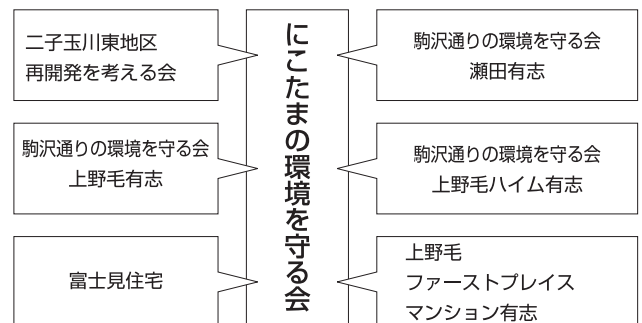 二子玉川東地区
再開発を考える会
駒沢通りの環境を守る会
上野毛有志
富士見住宅
にこたまの環境を守る会
駒沢通りの環境を守る会
瀬田有志
駒沢通りの環境を守る会
上野毛ハイム有志
上野毛
ファーストプレイス
マンション有志